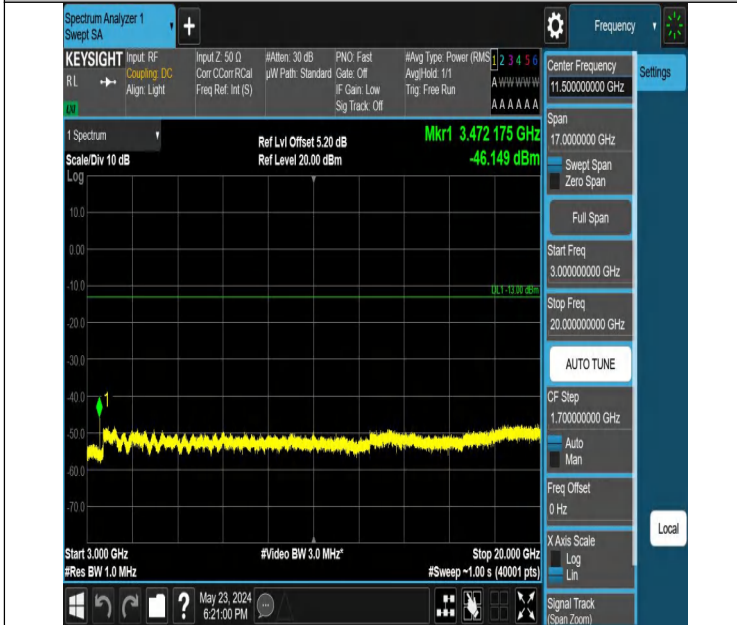 Spectrum Analyzer 1
Swept SA
+
Frequency
KEYSIGHT
RL
Input: RF
Coupling: DC
Align: Light
Input Z: 50 Ω
Corr CCorr RCal
Freq Ref: Int (S)
#Atten: 30 dB
µW Path: Standard
PNO: Fast
Gate: Off
IF Gain: Low
Sig Track: Off
#Avg Type: Power (RMS
Avg|Hold: 1/1
Trig: Free Run
1 2 3 4 5 6
A W W W W W
A A A A A A
1 Spectrum
Scale/Div 10 dB
Log
Ref Lvl Offset 5.20 dB
Ref Level 20.00 dBm
Mkr1 3.472 175 GHz
-46.149 dBm
10.0
0.00
-10.0
DL1 -13.00 dBm
-20.0
-30.0
-40.0
1
-50.0
-60.0
-70.0
Start 3.000 GHz
#Res BW 1.0 MHz
#Video BW 3.0 MHz*
Stop 20.000 GHz
#Sweep ~1.00 s (40001 pts)
?
May 23, 2024
6:21:00 PM
Center Frequency
11.500000000 GHz
Settings
Span
17.0000000 GHz
Swept Span
Zero Span
Full Span
Start Freq
3.000000000 GHz
Stop Freq
20.000000000 GHz
AUTO TUNE
CF Step
1.700000000 GHz
Auto
Man
Freq Offset
0 Hz
X Axis Scale
Log
Lin
Local
Signal Track
(Span Zoom)